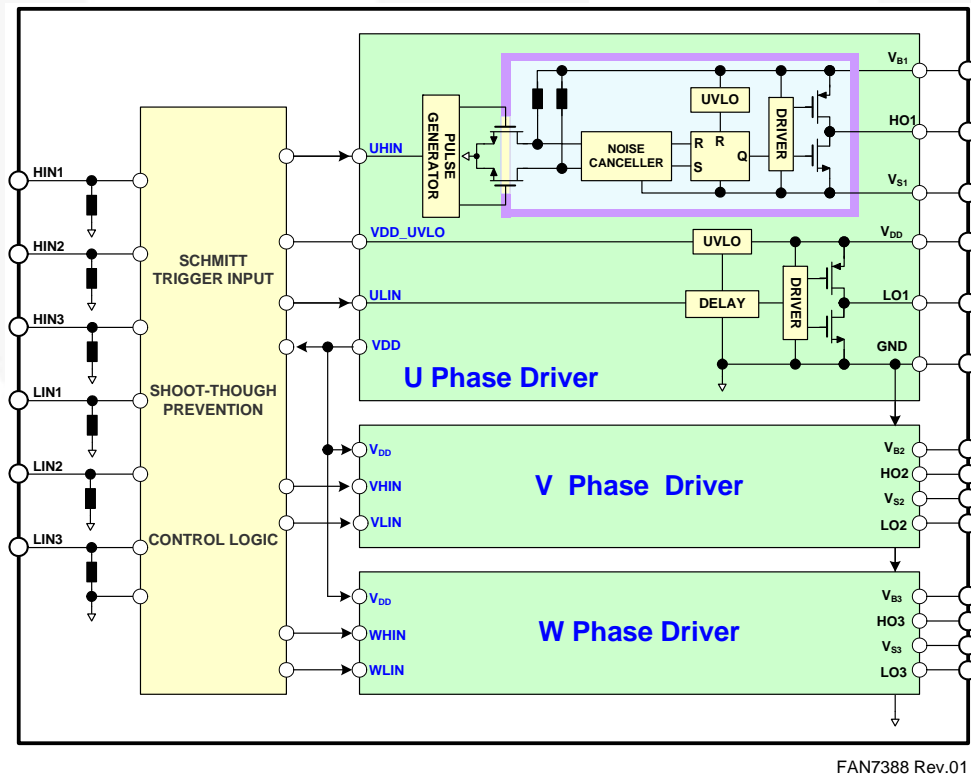 HIN1
HIN2
HIN3
LIN1
LIN2
LIN3
SCHMITT
TRIGGER INPUT
SHOOT-THOUGH
PREVENTION
CONTROL LOGIC
UHIN
VDD_UVLO
ULIN
VDD
PULSE
GENERATOR
NOISE
CANCELLER
UVLO
R
R
S
Q
DRIVER
UVLO
DELAY
DRIVER
U Phase Driver
VB1
HO1
VS1
VDD
LO1
GND
VDD
VHIN
VLIN
V Phase Driver
VB2
HO2
VS2
LO2
VDD
WHIN
WLIN
W Phase Driver
VB3
HO3
VS3
LO3
FAN7388 Rev.01